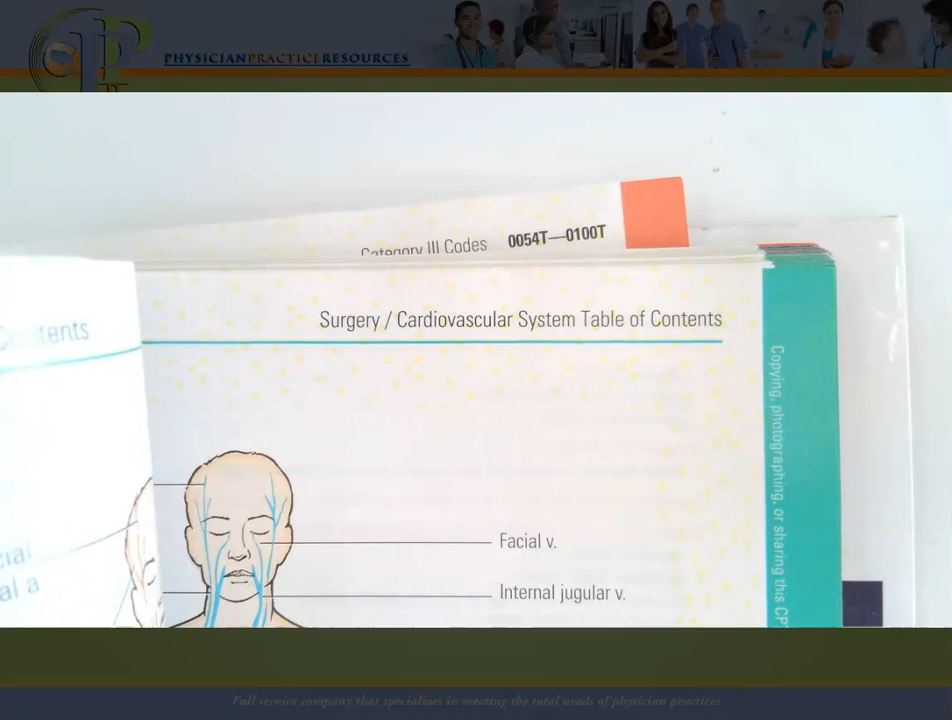 PHYSICIANPRACTICERESOURCES
Category III Codes 0054T—0100T
Surgery / Cardiovascular System Table of Contents
Facial v.
Internal jugular v.
Copying, photographing, or sharing this CP
Full service company that specializes in meeting the total needs of physician practices